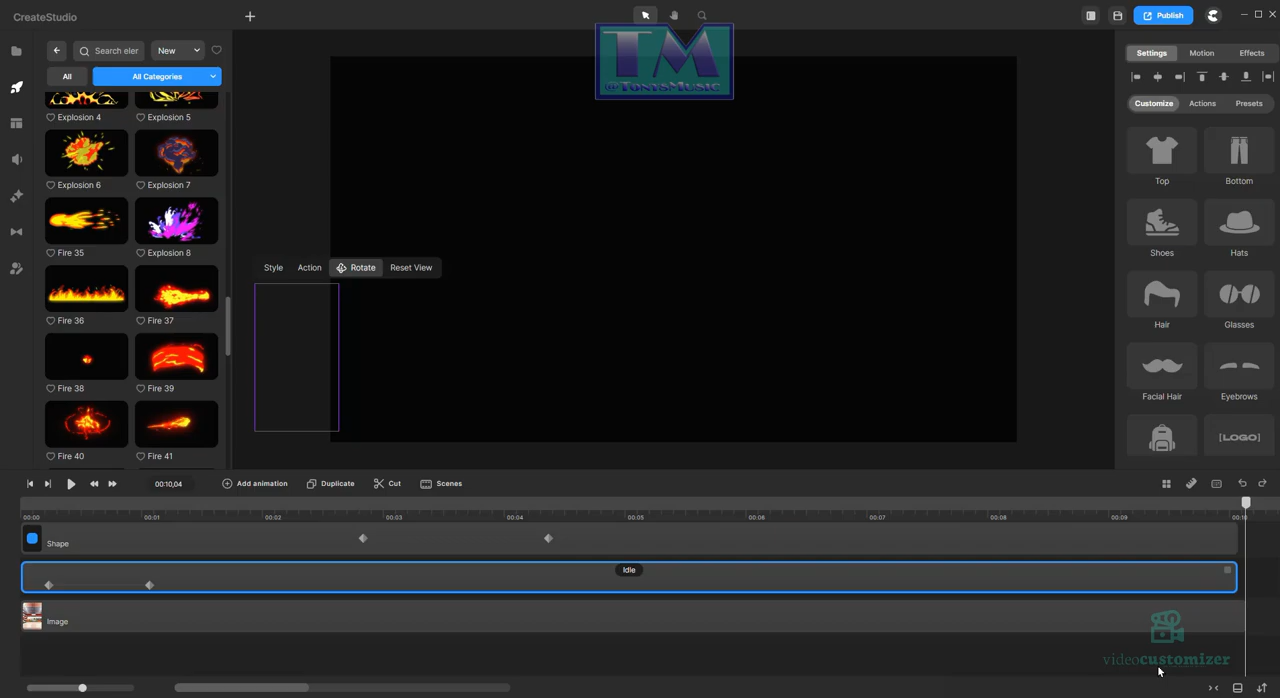 CreateStudio
Publish
TM
@TonysMusic
Search eler
New
All
All Categories
Explosion 4
Explosion 5
Explosion 6
Explosion 7
Fire 35
Explosion 8
Fire 36
Fire 37
Fire 38
Fire 39
Fire 40
Fire 41
Style
Action
Rotate
Reset View
Settings
Motion
Effects
Customize
Actions
Presets
Top
Bottom
Shoes
Hats
Hair
Glasses
Facial Hair
Eyebrows
[LOGO]
00:10,04
Add animation
Duplicate
Cut
Scenes
00:00
00:01
00:02
00:03
00:04
00:05
00:06
00:07
00:08
00:09
00:10
Shape
Idle
Image
videocustomizer